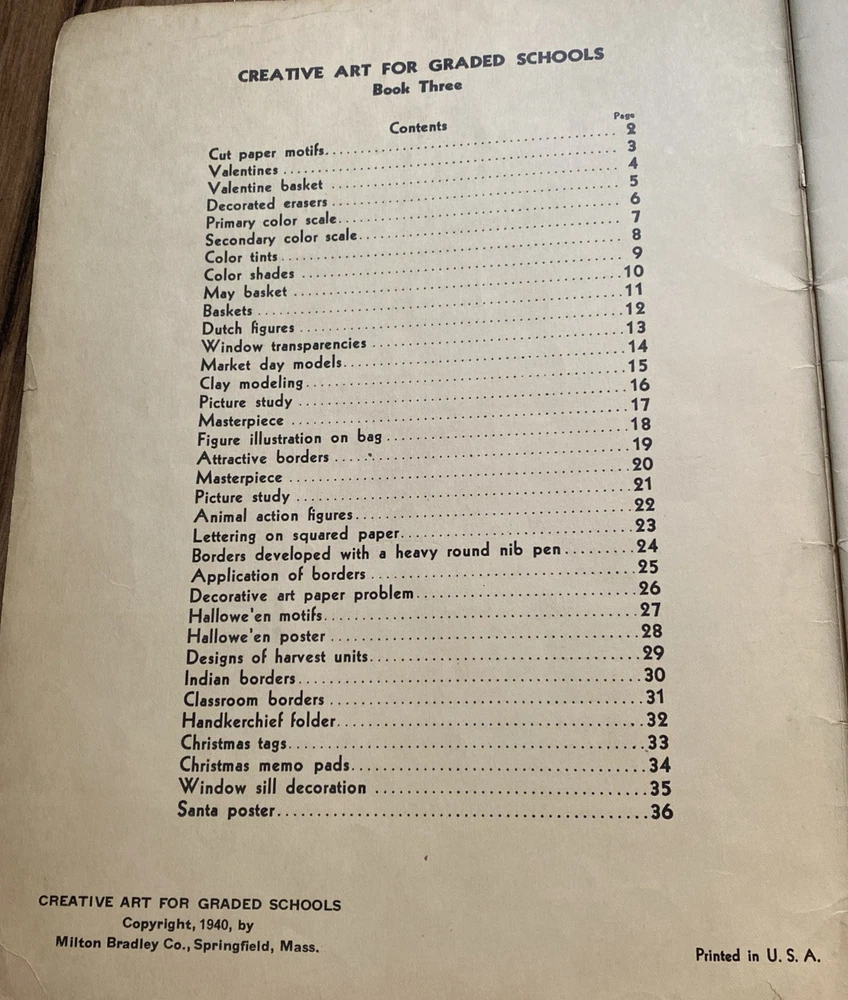 CREATIVE ART FOR GRADED SCHOOLS
Book Three
Contents
Page
Cut paper motifs 2
Valentines 3
Valentine basket 4
Decorated erasers 5
Primary color scale 6
Secondary color scale 7
Color tints 8
Color shades 9
May basket 10
Baskets 11
Dutch figures 12
Window transparencies 13
Market day models 14
Clay modeling 15
Picture study 16
Masterpiece 17
Figure illustration on bag 18
Attractive borders 19
Masterpiece 20
Picture study 21
Animal action figures 22
Lettering on squared paper 23
Borders developed with a heavy round nib pen 24
Application of borders 25
Decorative art paper problem 26
Hallowe'en motifs 27
Hallowe'en poster 28
Designs of harvest units 29
Indian borders 30
Classroom borders 31
Handkerchief folder 32
Christmas tags 33
Christmas memo pads 34
Window sill decoration 35
Santa poster 36
CREATIVE ART FOR GRADED SCHOOLS
Copyright, 1940, by
Milton Bradley Co., Springfield, Mass.
Printed in U. S. A.